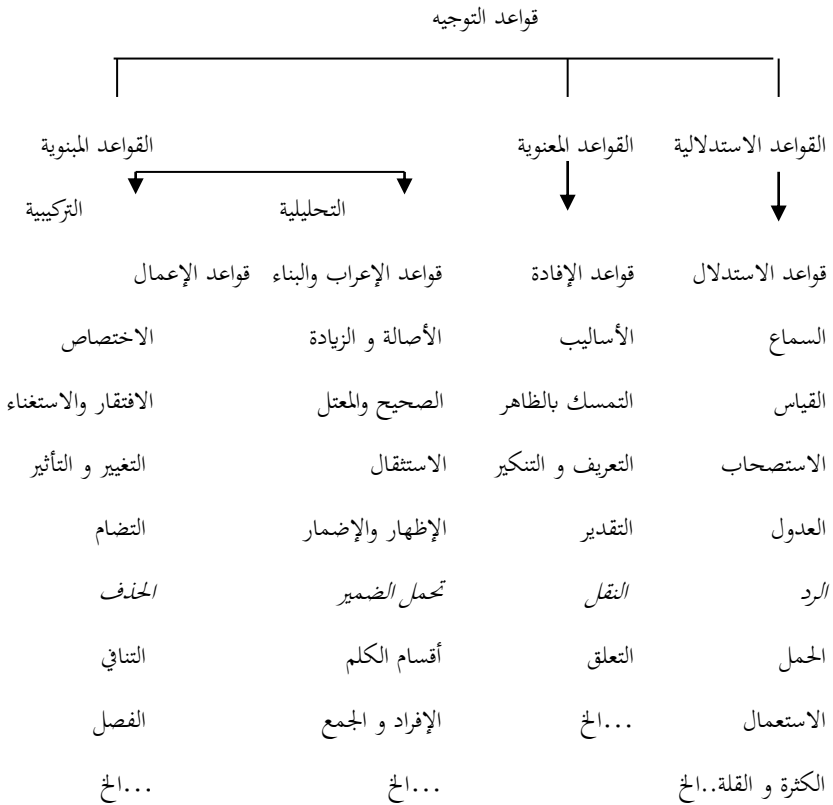 قواعد التوجيه
القواعد الاستدلالية القواعد المعنوية القواعد المبنوية
التحليلية التركيبية
قواعد الاستدلال قواعد الإفادة قواعد الإعراب والبناء قواعد الإعمال
السماع الأساليب الأصالة و الزيادة الاختصاص
القياس التمسك بالظاهر الصحيح والمعتل الافتقار والاستغناء
الاستصحاب التعريف و التنكير الاستثقال التغيير و التأثير
العدول التقدير الإظهار والإضمار التضام
الرد النقل تحمل الضمير الحذف
الحمل التعلق أقسام الكلم التنافي
الاستعمال ...الخ الإفراد و الجمع الفصل
الكثرة و القلة..الخ ...الخ ...الخ